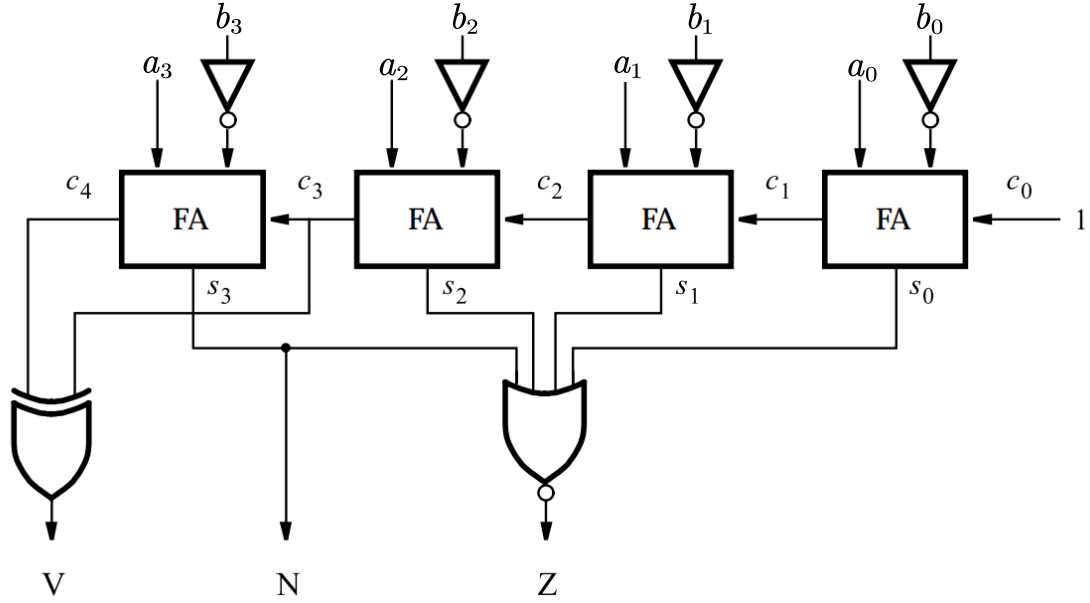 b₃ b₂ b₁ b₀
a₃ a₂ a₁ a₀
c₄ c₃ c₂ c₁ c₀
FA FA FA FA 1
s₃ s₂ s₁ s₀
V N Z